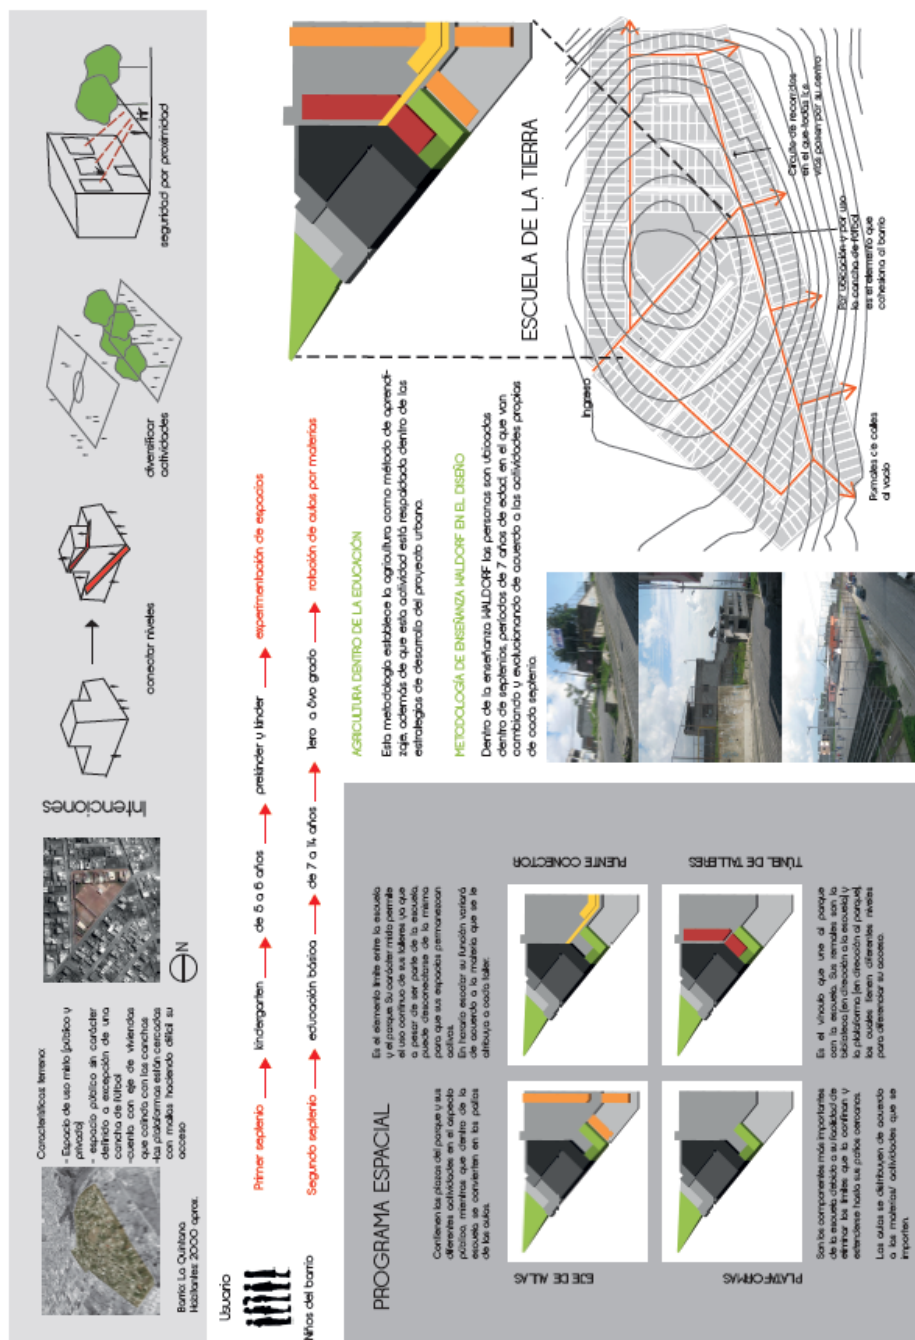 Características terreno:
- Espacio de uso mixto (público y
privado)
- espacio público sin carácter
definido a excepción de una
cancha de fútbol
-cuenta con eje de viviendas
que colinda con las canchas
-las plataformas están cercadas
con mallas haciendo difícil su
acceso
Barrio: La Quintana
Habitantes: 2000 aprox.
N
Intenciones
conectar niveles
diversificar
actividades
seguridad por proximidad
Usuario
Niños del barrio
Primer septenio
kindergarten
de 5 a 6 años
prekinder y kinder
experimentación de espacios
Segundo septenio
educación básica
de 7 a 14 años
1ero a 8vo grado
rotación de aulas por materias
AGRICULTURA DENTRO DE LA EDUCACIÓN
Esta metodología establece la agricultura como método de aprendi-
zaje, además de que esta actividad está respaldada dentro de las
estrategias de desarrollo del proyecto urbano.
METODOLOGÍA DE ENSEÑANZA WALDORF EN EL DISEÑO
Dentro de la enseñanza WALDORF las personas son ubicadas
dentro de septenios, períodos de 7 años de edad, en el que van
cambiando y evolucionando de acuerdo a las actividades propias
de cada septenio.
ESCUELA DE LA TIERRA
Ingreso
Circuito de recorridos
en el que todas las
vías pasan por su centro
Por ubicación y por uso
la cancha de fútbol
es el elemento que
cohesiona al barrio
Remates de calles
al vacío
PROGRAMA ESPACIAL
Contienen las plazas del parque y sus
diferentes actividades en el aspecto
público, mientras que dentro de la
escuela se convierten en los patios
de las aulas.
EJE DE AULAS
Es el elemento límite entre la escuela
y el parque. Su carácter mixto permite
el uso continuo de sus talleres ya que
a pesar de ser parte de la escuela,
puede desconectarse de la misma
para que sus espacios permanezcan
activos.
En horario escolar su función variará
de acuerdo a la materia que se le
atribuya a cada taller.
PUENTE CONECTOR
PLATAFORMAS
Son los componentes más importantes
de la escuela debido a su facilidad de
eliminar los límites que la confinan y
extenderse hasta sus patios cercanos.
Las aulas se distribuyen de acuerdo
a las materias/ actividades que se
imparten.
TÚNEL DE TALLERES
Es el vínculo que une al parque
con la escuela. Sus remates son la
biblioteca (en dirección a la escuela) y
la plataforma (en dirección al parque),
los cuales tienen diferentes niveles
para diferenciar su acceso.